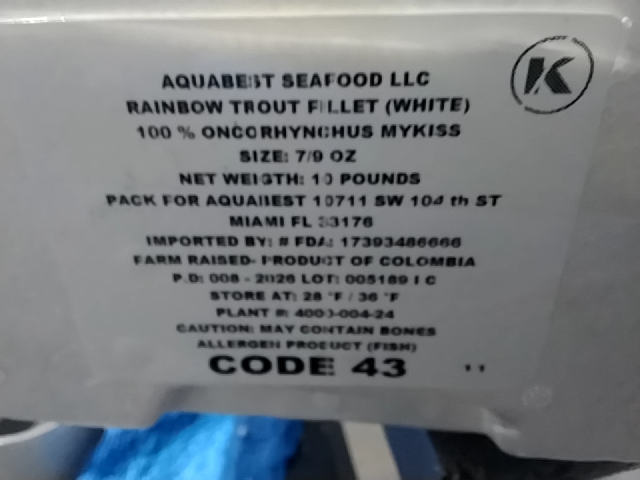 AQUABEST SEAFOOD LLC
RAINBOW TROUT FILLET (WHITE)
100 % ONCORHYNCHUS MYKISS
SIZE: 7/9 OZ
NET WEIGTH: 10 POUNDS
PACK FOR AQUABEST 10711 SW 104 th ST
MIAMI FL 33176
IMPORTED BY: # FDA: 17393486666
FARM RAISED- PRODUCT OF COLOMBIA
P.D: 008 - 2026 LOT: 005189 I C
STORE AT: 28 °F / 36 °F
PLANT #: 4003-004-24
CAUTION: MAY CONTAIN BONES
ALLERGEN PRODUCT (FISH)
CODE 43 11
K